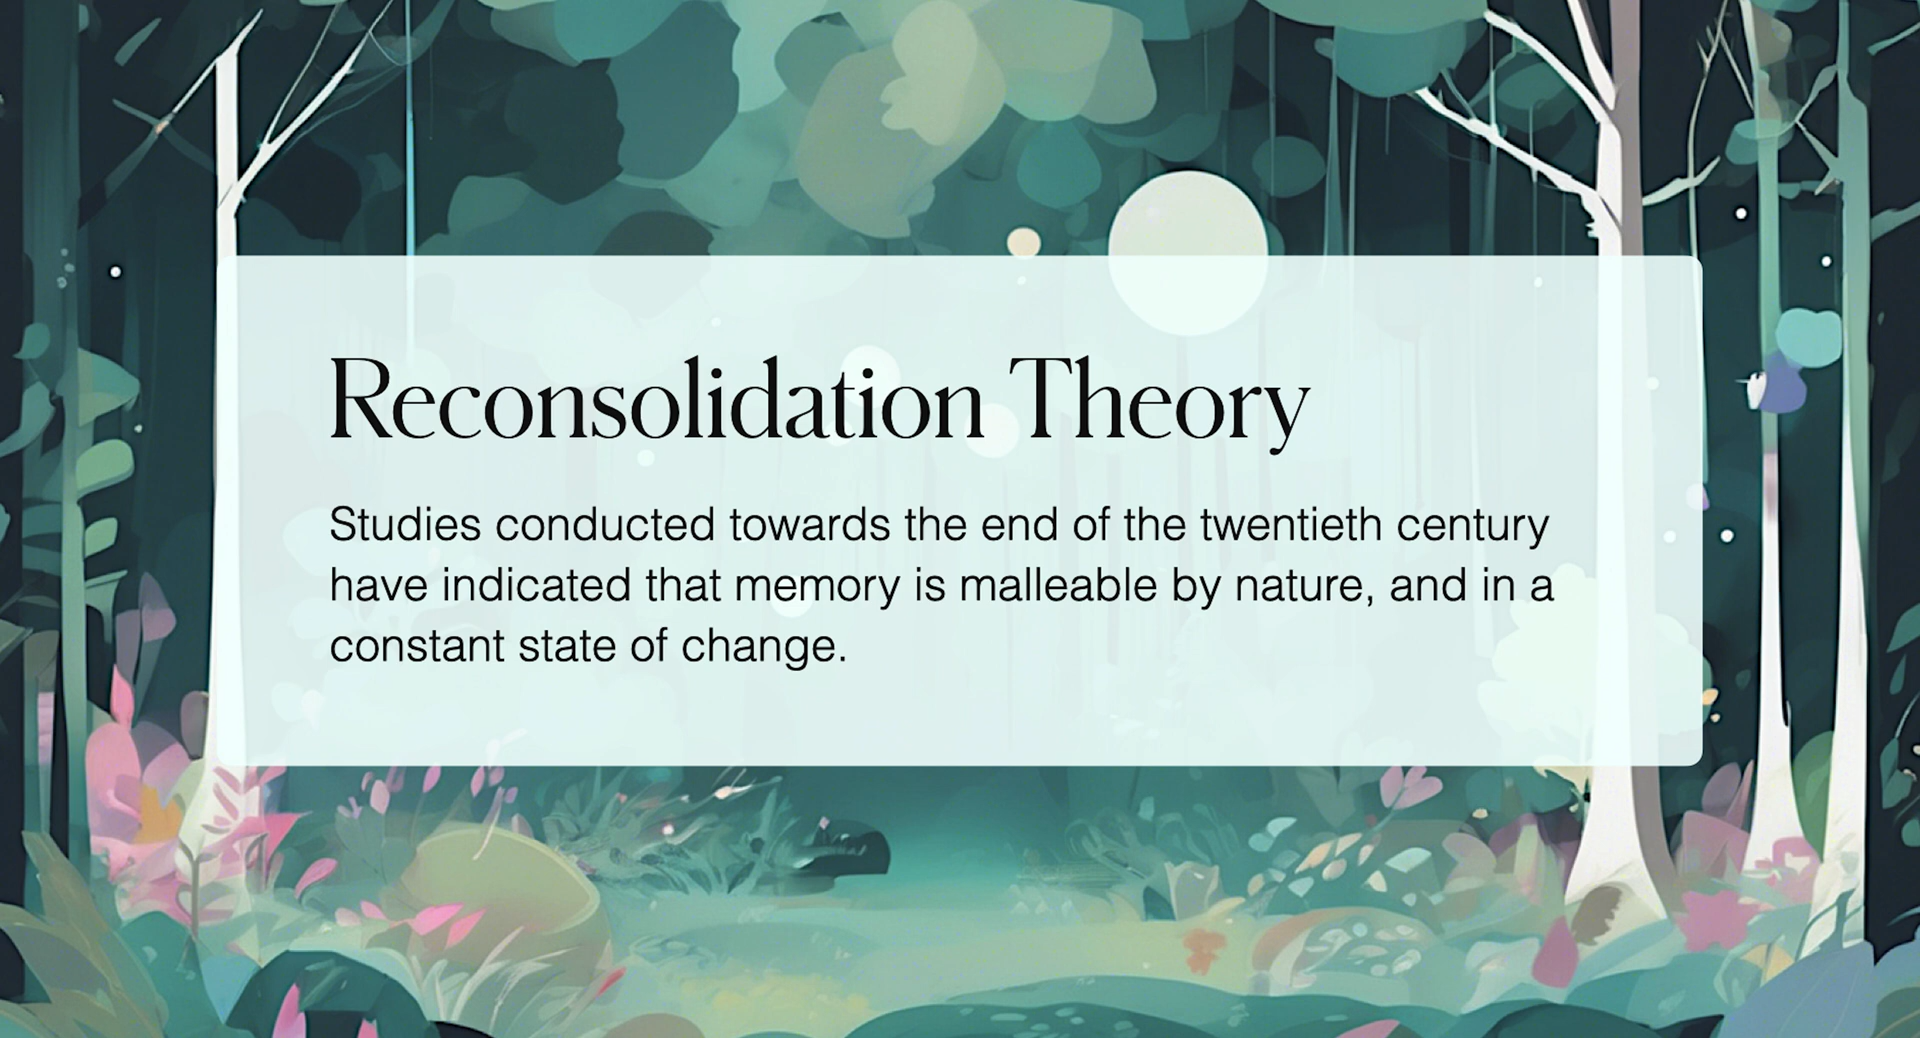 Reconsolidation Theory
Studies conducted towards the end of the twentieth century
have indicated that memory is malleable by nature, and in a
constant state of change.